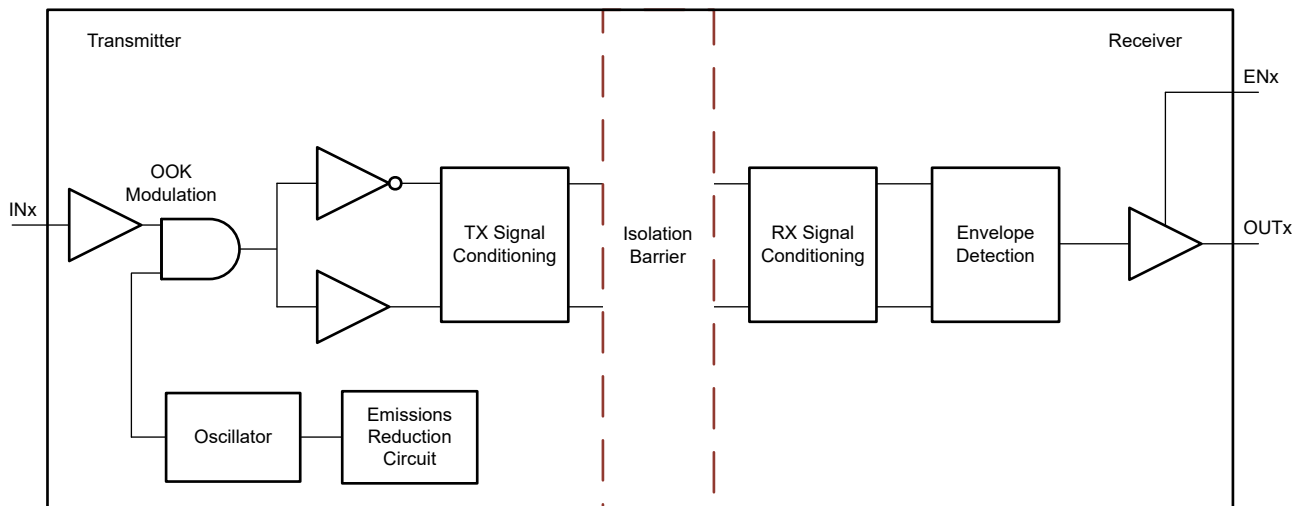 Transmitter
Receiver
ENx
OOK
Modulation
INx
TX Signal
Conditioning
Isolation
Barrier
RX Signal
Conditioning
Envelope
Detection
OUTx
Oscillator
Emissions
Reduction
Circuit